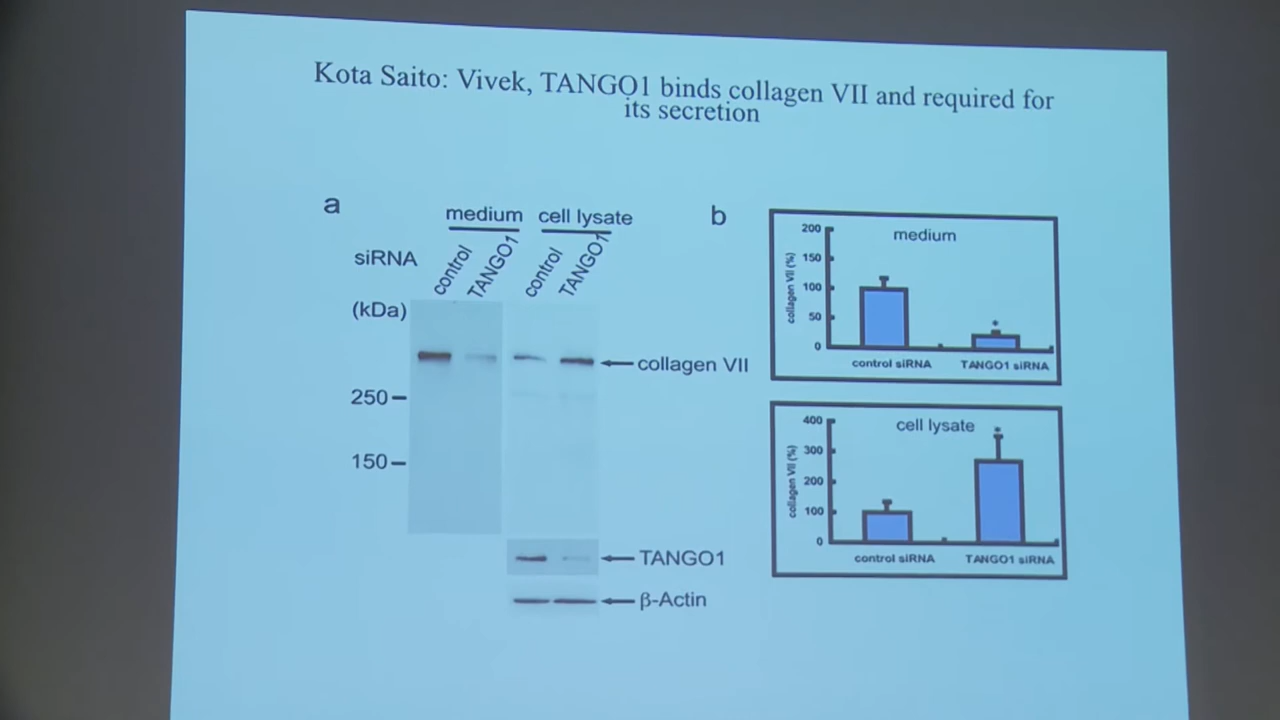 Kota Saito: Vivek, TANGO1 binds collagen VII and required for
its secretion
a
medium
cell lysate
siRNA
control
TANGO1
control
TANGO1
(kDa)
collagen VII
250
150
TANGO1
β-Actin
b
medium
collagen VII (%)
200
150
100
50
0
control siRNA
TANGO1 siRNA
*
cell lysate
collagen VII (%)
400
300
200
100
0
control siRNA
TANGO1 siRNA
*